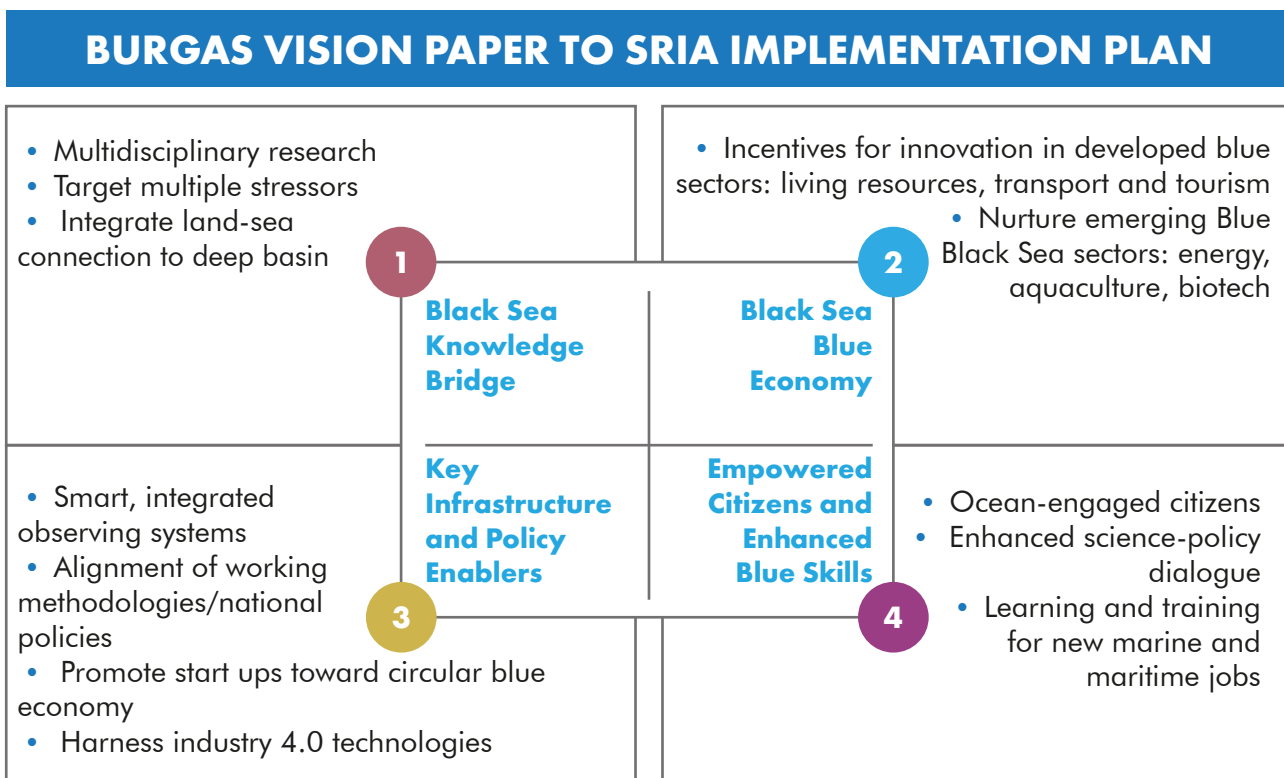 BURGAS VISION PAPER TO SRIA IMPLEMENTATION PLAN
• Multidisciplinary research
• Target multiple stressors
• Integrate land-sea
connection to deep basin
1
Black Sea
Knowledge
Bridge
• Incentives for innovation in developed blue
sectors: living resources, transport and tourism
• Nurture emerging Blue
Black Sea sectors: energy,
aquaculture, biotech
2
Black Sea
Blue
Economy
• Smart, integrated
observing systems
• Alignment of working
methodologies/national
policies
• Promote start ups toward circular blue
economy
• Harness industry 4.0 technologies
3
Key
Infrastructure
and Policy
Enablers
Empowered
Citizens and
Enhanced
Blue Skills
4
• Ocean-engaged citizens
• Enhanced science-policy
dialogue
• Learning and training
for new marine and
maritime jobs